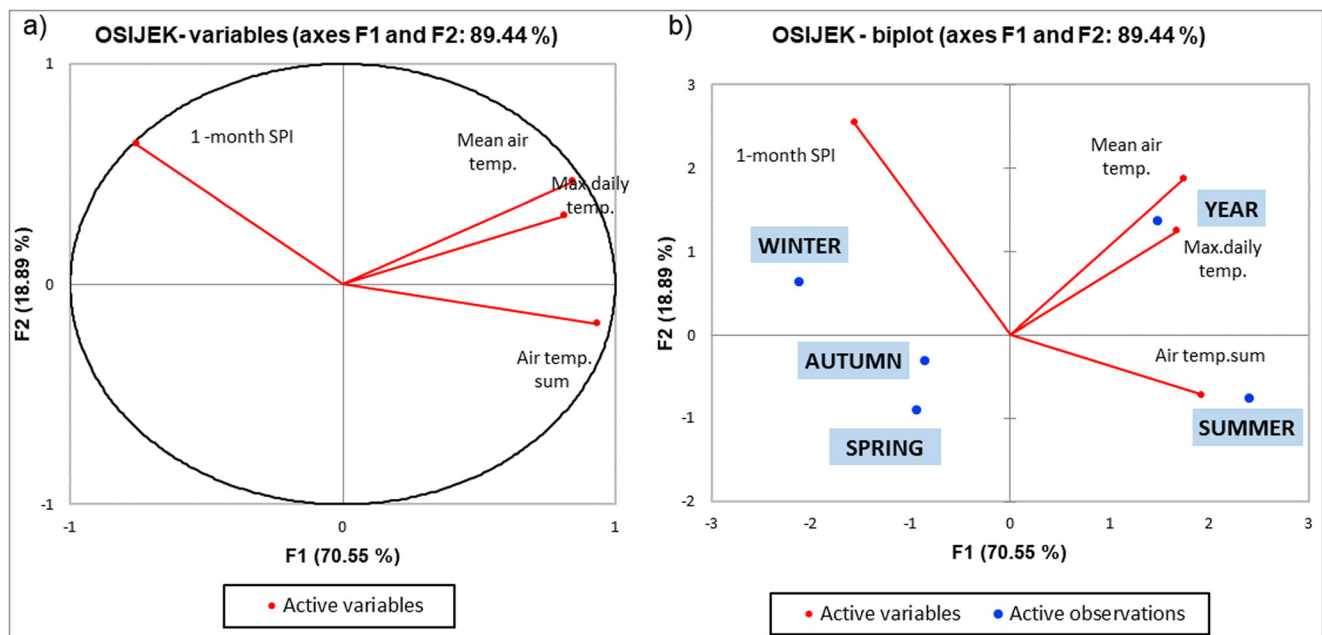 a)
OSIJEK- variables (axes F1 and F2: 89.44 %)
1
1 -month SPI
Mean air
temp.
Max.daily
temp.
0
Air temp.
sum
-1
-1
0
1
F2 (18.89 %)
F1 (70.55 %)
Active variables
b)
OSIJEK - biplot (axes F1 and F2: 89.44 %)
3
2
1
0
-1
-2
1-month SPI
Mean air
temp.
YEAR
Max.daily
temp.
WINTER
AUTUMN
Air temp.sum
SPRING
SUMMER
-3
-2
-1
0
1
2
3
F2 (18.89 %)
F1 (70.55 %)
Active variables
Active observations